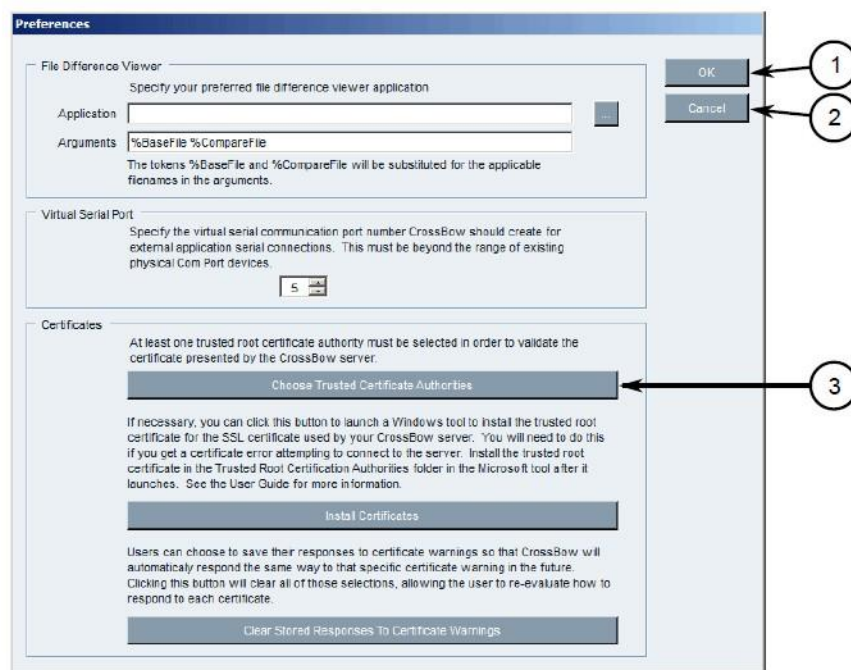 Preferences
File Difference Viewer
Specify your preferred file difference viewer application
Application
...
Arguments %BaseFile %CompareFile
The tokens %BaseFile and %CompareFile will be substituted for the applicable
filenames in the arguments.
OK
Cancel
1
2
Virtual Serial Port
Specify the virtual serial communication port number CrossBow should create for
external application serial connections. This must be beyond the range of existing
physical Com Port devices.
5
Certificates
At least one trusted root certificate authority must be selected in order to validate the
certificate presented by the CrossBow server.
Choose Trusted Certificate Authorities
3
If necessary, you can click this button to launch a Windows tool to install the trusted root
certificate for the SSL certificate used by your CrossBow server. You will need to do this
if you get a certificate error attempting to connect to the server. Install the trusted root
certificate in the Trusted Root Certification Authorities folder in the Microsoft tool after it
launches. See the User Guide for more information.
Install Certificates
Users can choose to save their responses to certificate warnings so that CrossBow will
automaticaly respond the same way to that specific certificate warning in the future.
Clicking this button will clear all of those selections, allowing the user to re-evaluate how to
respond to each certificate.
Clear Stored Responses To Certificate Warnings